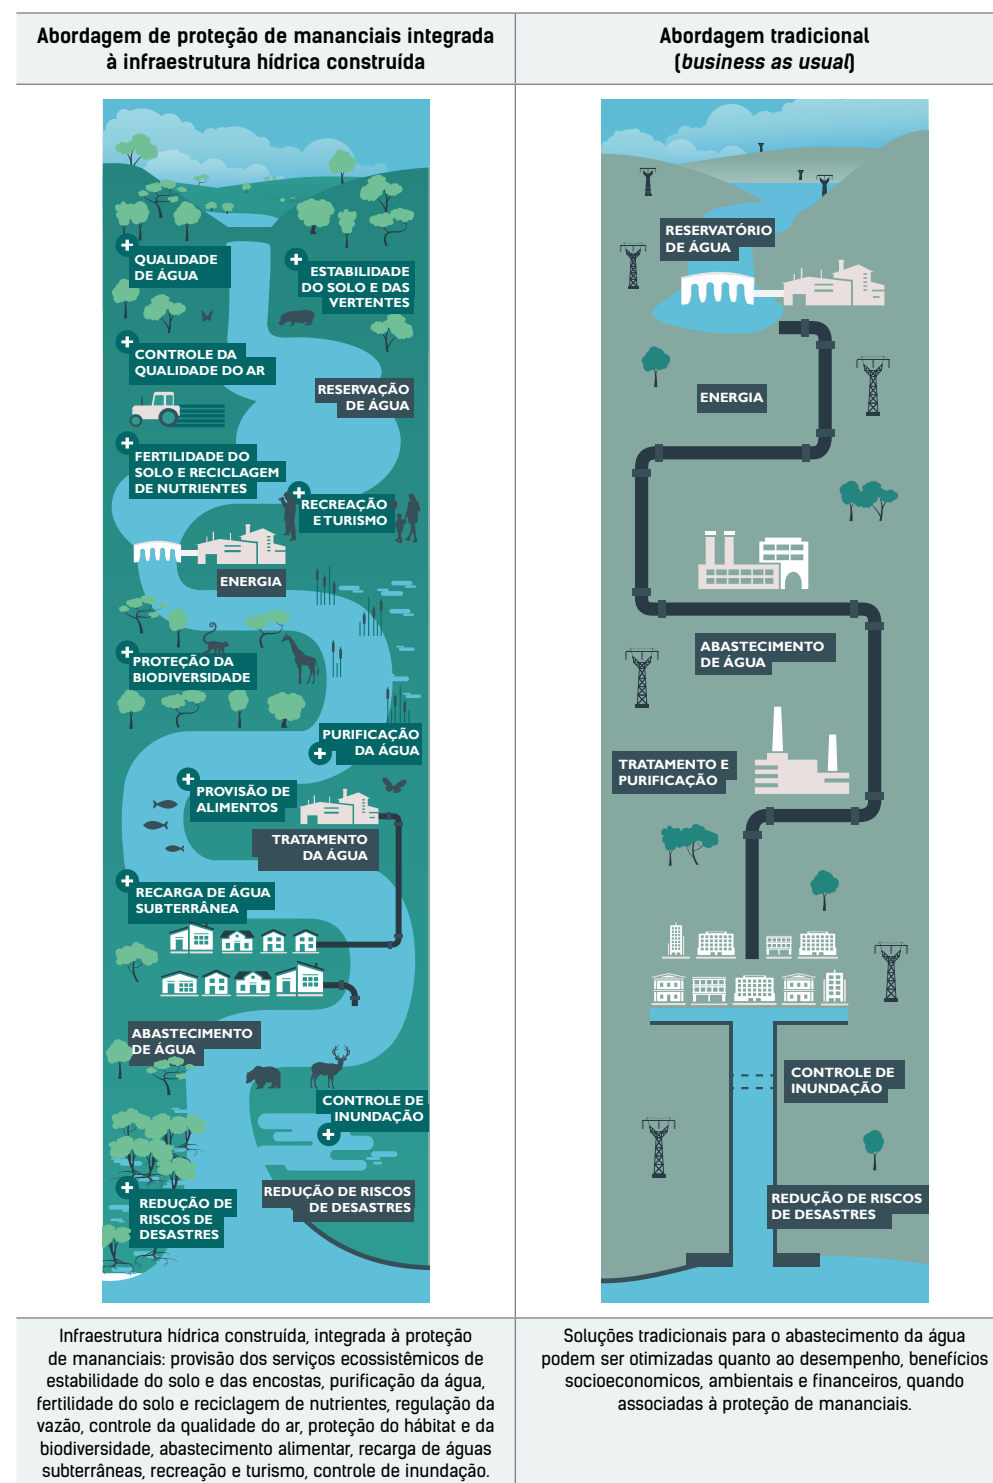 Abordagem de proteção de mananciais integrada
à infraestrutura hídrica construída
QUALIDADE
DE ÁGUA
ESTABILIDADE
DO SOLO E DAS
VERTENTES
CONTROLE DA
QUALIDADE DO AR
RESERVAÇÃO
DE ÁGUA
FERTILIDADE DO
SOLO E RECICLAGEM
DE NUTRIENTES
RECREAÇÃO
E TURISMO
ENERGIA
PROTEÇÃO DA
BIODIVERSIDADE
PURIFICAÇÃO
DA ÁGUA
PROVISÃO DE
ALIMENTOS
TRATAMENTO
DA ÁGUA
RECARGA DE ÁGUA
SUBTERRÂNEA
ABASTECIMENTO
DE ÁGUA
CONTROLE DE
INUNDAÇÃO
REDUÇÃO DE
RISCOS DE
DESASTRES
REDUÇÃO DE RISCOS
DE DESASTRES
Infraestrutura hídrica construída, integrada à proteção
de mananciais: provisão dos serviços ecossistêmicos de
estabilidade do solo e das encostas, purificação da água,
fertilidade do solo e reciclagem de nutrientes, regulação da
vazão, controle da qualidade do ar, proteção do hábitat e da
biodiversidade, abastecimento alimentar, recarga de águas
subterrâneas, recreação e turismo, controle de inundação.
Abordagem tradicional
(business as usual)
RESERVATÓRIO
DE ÁGUA
ENERGIA
ABASTECIMENTO
DE ÁGUA
TRATAMENTO E
PURIFICAÇÃO
CONTROLE DE
INUNDAÇÃO
REDUÇÃO DE RISCOS
DE DESASTRES
Soluções tradicionais para o abastecimento da água
podem ser otimizadas quanto ao desempenho, benefícios
socioeconomicos, ambientais e financeiros, quando
associadas à proteção de mananciais.